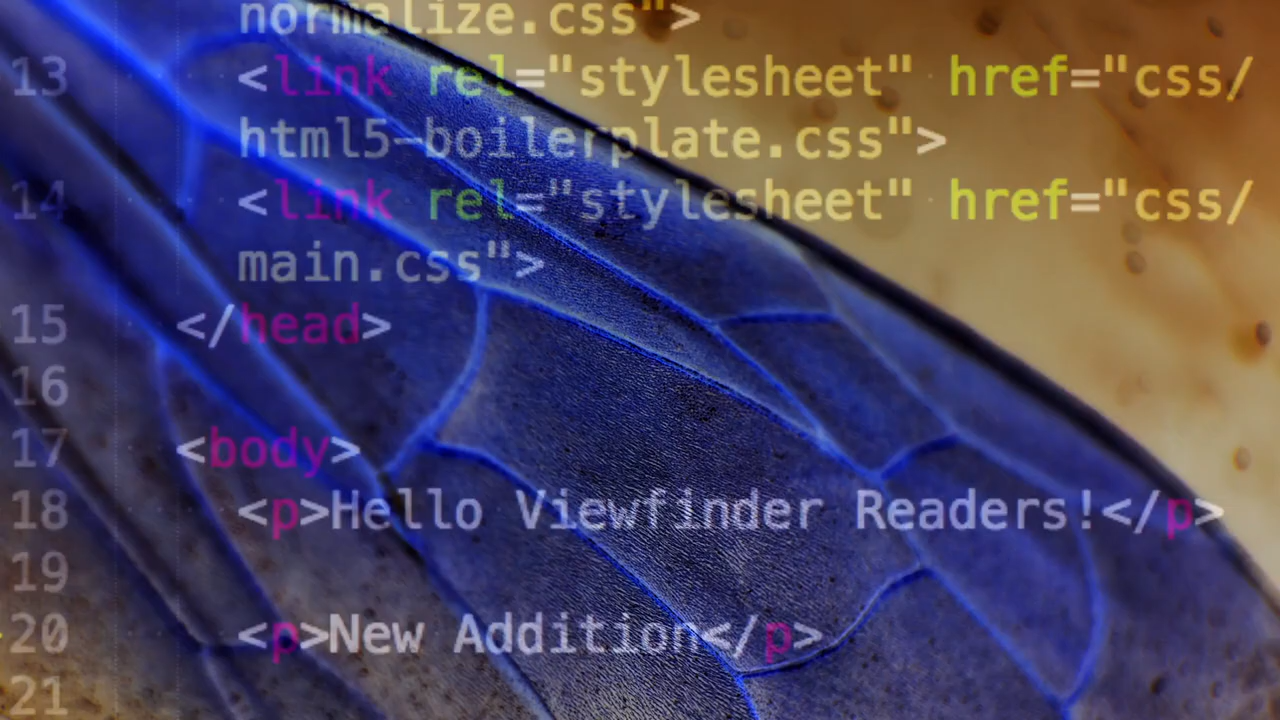 normalize.css">
13 <link rel="stylesheet" href="css/
html5-boilerplate.css">
14 <link rel="stylesheet" href="css/
main.css">
15 </head>
16
17 <body>
18 <p>Hello Viewfinder Readers!</p>
19
20 <p>New Addition</p>
21